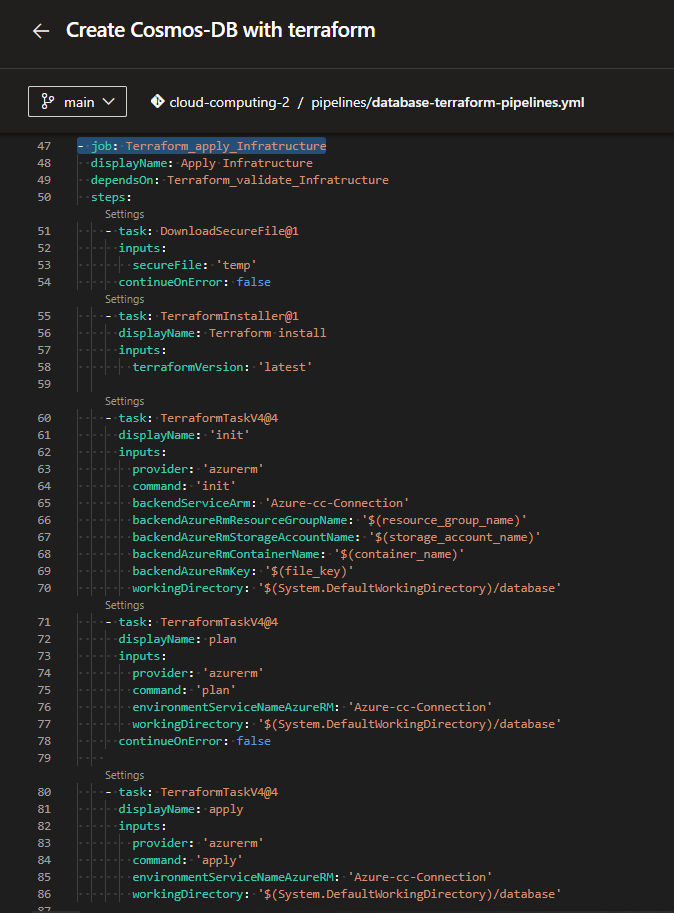 Create Cosmos-DB with terraform
main cloud-computing-2 / pipelines/database-terraform-pipelines.yml
47 - job: Terraform_apply_Infratructure
48 displayName: Apply Infratructure
49 dependsOn: Terraform_validate_Infratructure
50 steps:
Settings
51 - task: DownloadSecureFile@1
52 inputs:
53 secureFile: 'temp'
54 continueOnError: false
Settings
55 - task: TerraformInstaller@1
56 displayName: Terraform install
57 inputs:
58 terraformVersion: 'latest'
59
Settings
60 - task: TerraformTaskV4@4
61 displayName: 'init'
62 inputs:
63 provider: 'azurerm'
64 command: 'init'
65 backendServiceArm: 'Azure-cc-Connection'
66 backendAzureRmResourceGroupName: '$(resource_group_name)'
67 backendAzureRmStorageAccountName: '$(storage_account_name)'
68 backendAzureRmContainerName: '$(container_name)'
69 backendAzureRmKey: '$(file_key)'
70 workingDirectory: '$(System.DefaultWorkingDirectory)/database'
Settings
71 - task: TerraformTaskV4@4
72 displayName: plan
73 inputs:
74 provider: 'azurerm'
75 command: 'plan'
76 environmentServiceNameAzureRM: 'Azure-cc-Connection'
77 workingDirectory: '$(System.DefaultWorkingDirectory)/database'
78 continueOnError: false
79
Settings
80 - task: TerraformTaskV4@4
81 displayName: apply
82 inputs:
83 provider: 'azurerm'
84 command: 'apply'
85 environmentServiceNameAzureRM: 'Azure-cc-Connection'
86 workingDirectory: '$(System.DefaultWorkingDirectory)/database'
87